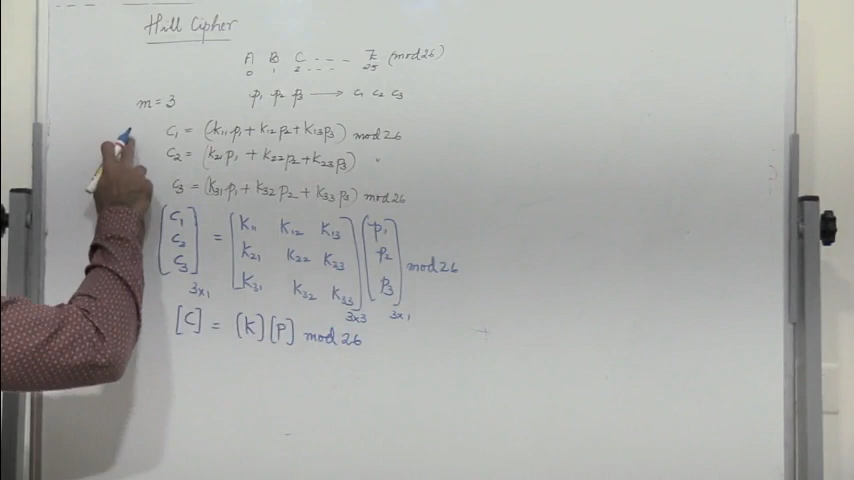 Hill Cipher
A B C .... --- Z (mod 26)
0 1 2 ... 25
m = 3 p₁ p₂ p₃ ⟶ c₁ c₂ c₃
C₁ = (K₁₁p₁ + K₁₂p₂ + K₁₃p₃) mod 26
C₂ = (K₂₁p₁ + K₂₂p₂ + K₂₃p₃) "
C₃ = (K₃₁p₁ + K₃₂p₂ + K₃₃p₃) mod 26
C₁ K₁₁ K₁₂ K₁₃ p₁
C₂ = K₂₁ K₂₂ K₂₃ p₂ mod 26
C₃ K₃₁ K₃₂ K₃₃ p₃
3x1 3x3 3x1
[C] = (K)[P] mod 26